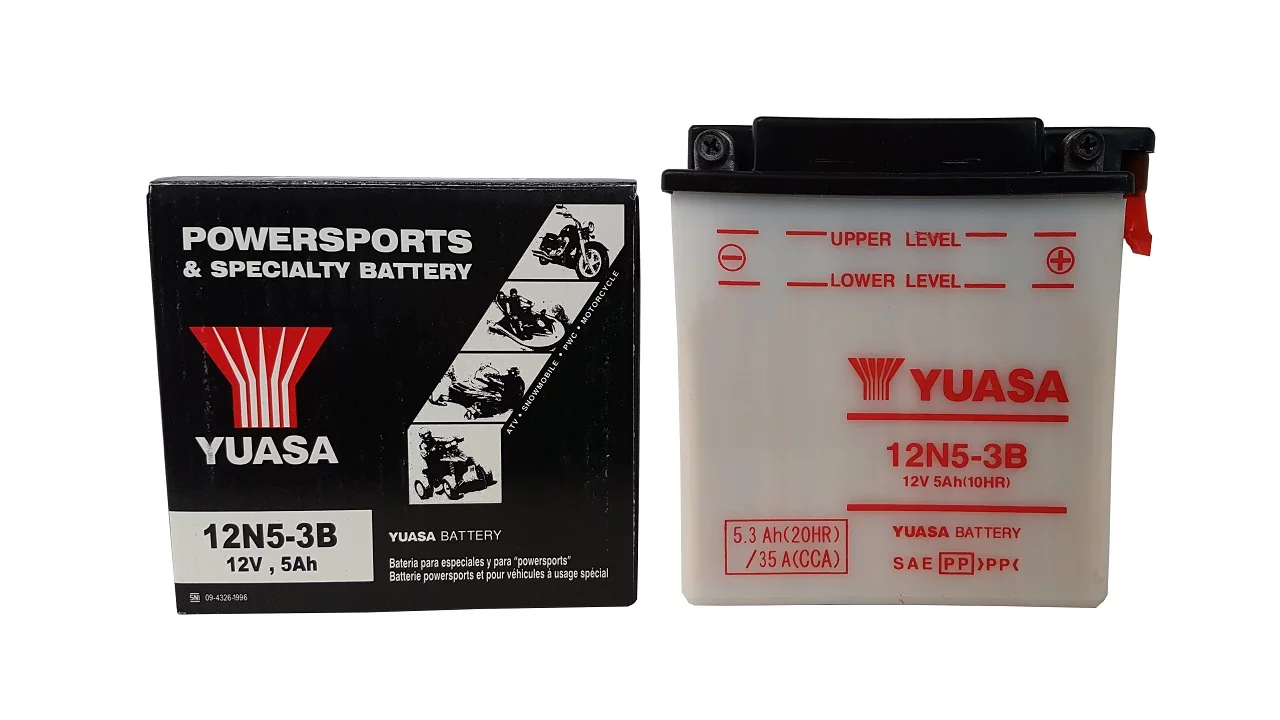 POWERSPORTS
& SPECIALTY BATTERY
ATV • SNOWMOBILE • PWC • MOTORCYCLE
YUASA
12N5-3B
12V , 5Ah
SNI 09-4326-1996
YUASA BATTERY
Bateria para especiales y para “powersports”
Batterie powersports et pour véhicules à usage spécial
UPPER LEVEL
LOWER LEVEL
YUASA
12N5-3B
12V 5Ah(10HR)
5.3 Ah(20HR)
/35 A(CCA)
YUASA BATTERY
SAE PP >PP<